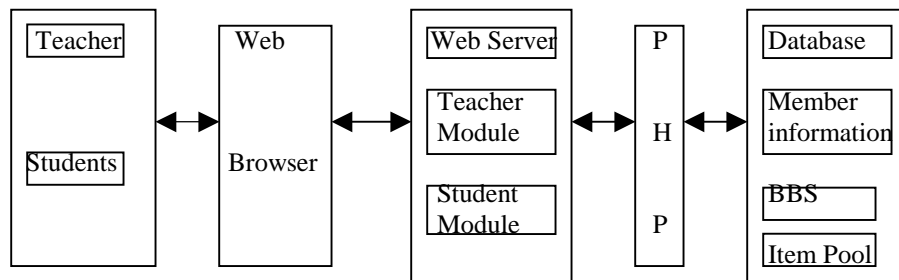 Teacher
Students
Web
Browser
Web Server
Teacher
Module
Student
Module
P
H
P
Database
Member
information
BBS
Item Pool